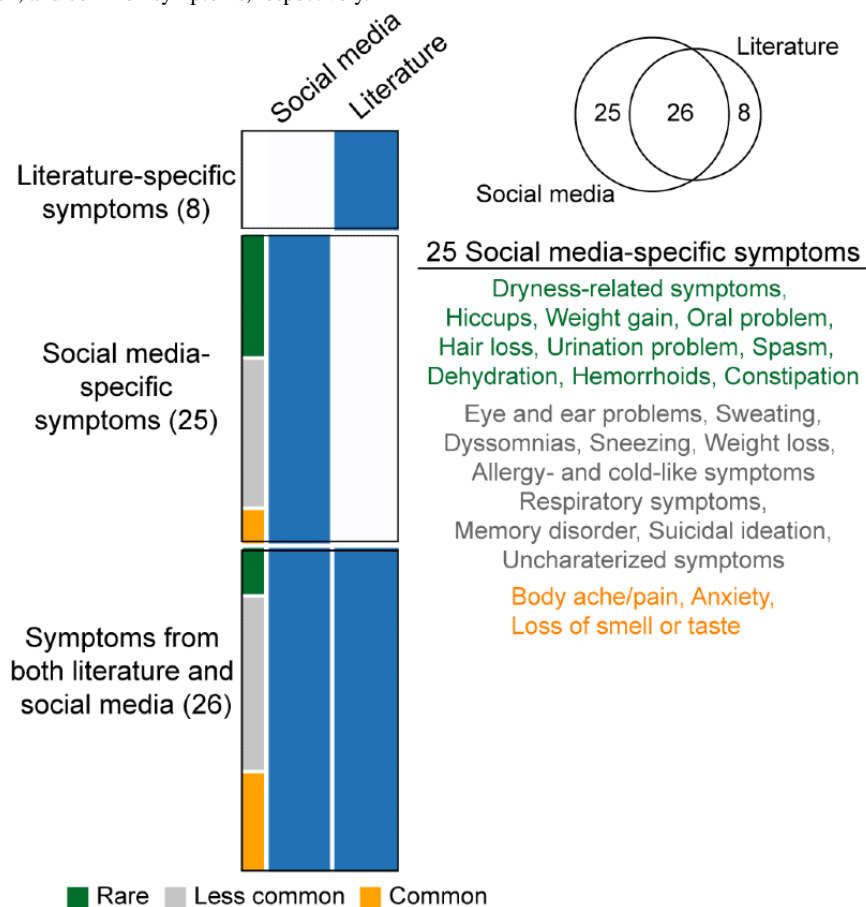 Social media
Literature
Literature
25
26
8
Social media
Literature-specific
symptoms (8)
Social media-
specific
symptoms (25)
Symptoms from
both literature and
social media (26)
25 Social media-specific symptoms
Dryness-related symptoms,
Hiccups, Weight gain, Oral problem,
Hair loss, Urination problem, Spasm,
Dehydration, Hemorrhoids, Constipation
Eye and ear problems, Sweating,
Dyssomnias, Sneezing, Weight loss,
Allergy- and cold-like symptoms
Respiratory symptoms,
Memory disorder, Suicidal ideation,
Uncharaterized symptoms
Body ache/pain, Anxiety,
Loss of smell or taste
Rare
Less common
Common